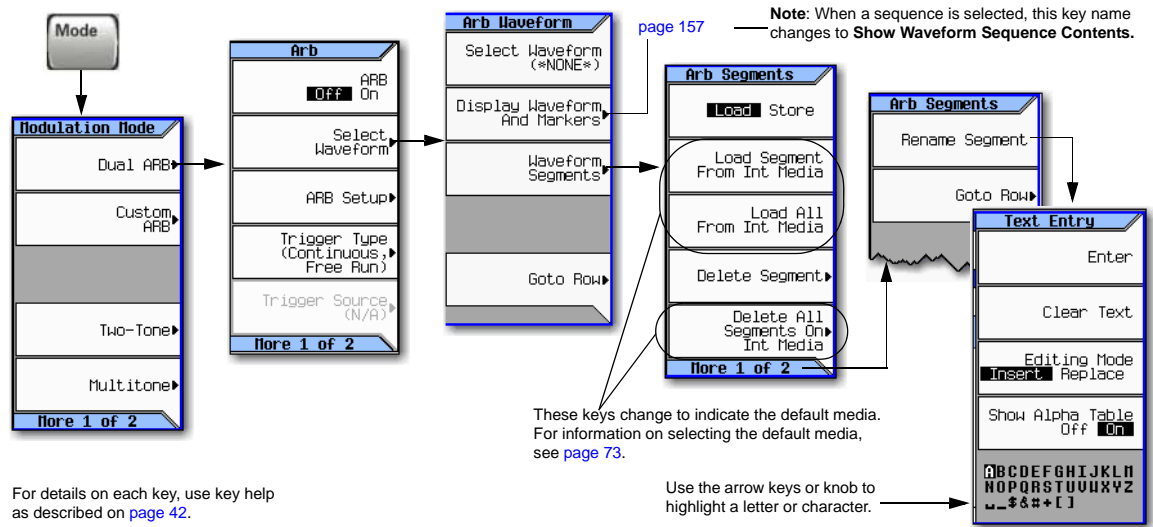 Mode
Modulation Mode
Dual ARB
Custom
ARB
Two-Tone
Multitone
More 1 of 2
Arb
ARB
Off On
Select
Waveform
ARB Setup
Trigger Type
(Continuous,
Free Run)
Trigger Source
(N/A)
More 1 of 2
Arb Waveform
Select Waveform
(*NONE*)
Display Waveform
And Markers
Waveform
Segments
Goto Row
page 157
Note: When a sequence is selected, this key name
changes to Show Waveform Sequence Contents.
Arb Segments
Load Store
Load Segment
From Int Media
Load All
From Int Media
Delete Segment
Delete All
Segments On
Int Media
More 1 of 2
Arb Segments
Rename Segment
Goto Row
Text Entry
Enter
Clear Text
Editing Mode
Insert Replace
Show Alpha Table
Off On
ABCDEFGHIJKLM
NOPQRSTUVWXYZ
␣_$&#+[]
These keys change to indicate the default media.
For information on selecting the default media,
see page 73.
Use the arrow keys or knob to
highlight a letter or character.
For details on each key, use key help
as described on page 42.